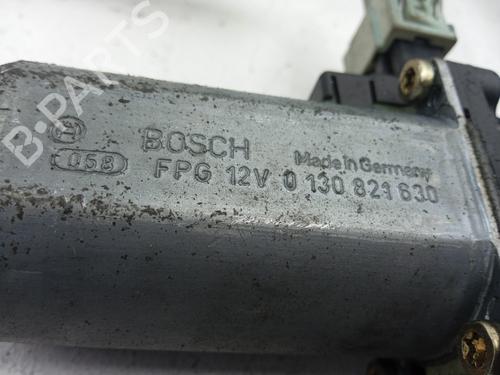 BOSCH
Made in Germany
058
FPG 12V 0 130 821 630
B-Parts